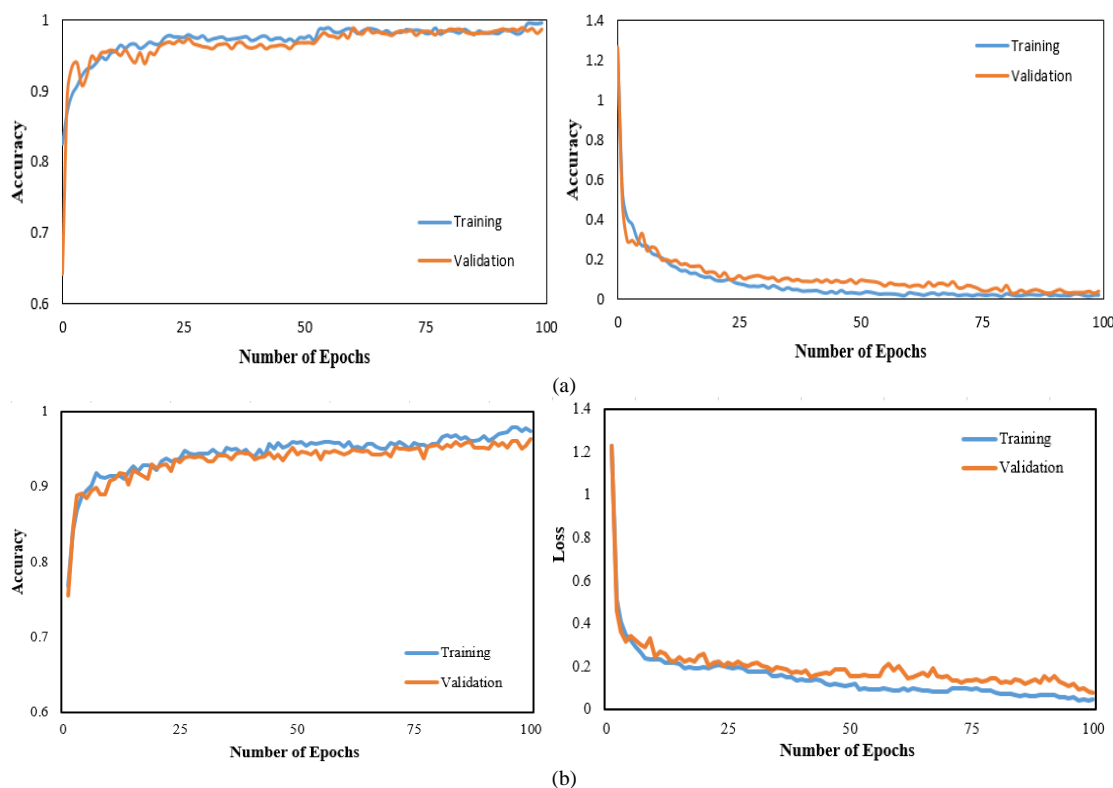 1
0.9
0.8
0.7
0.6
0
25
50
75
100
Accuracy
Number of Epochs
Training
Validation
1.4
1.2
1
0.8
0.6
0.4
0.2
0
0
25
50
75
100
Accuracy
Number of Epochs
Training
Validation
(a)
1
0.9
0.8
0.7
0.6
0
25
50
75
100
Accuracy
Number of Epochs
Training
Validation
1.4
1.2
1
0.8
0.6
0.4
0.2
0
0
25
50
75
100
Loss
Number of Epochs
Training
Validation
(b)